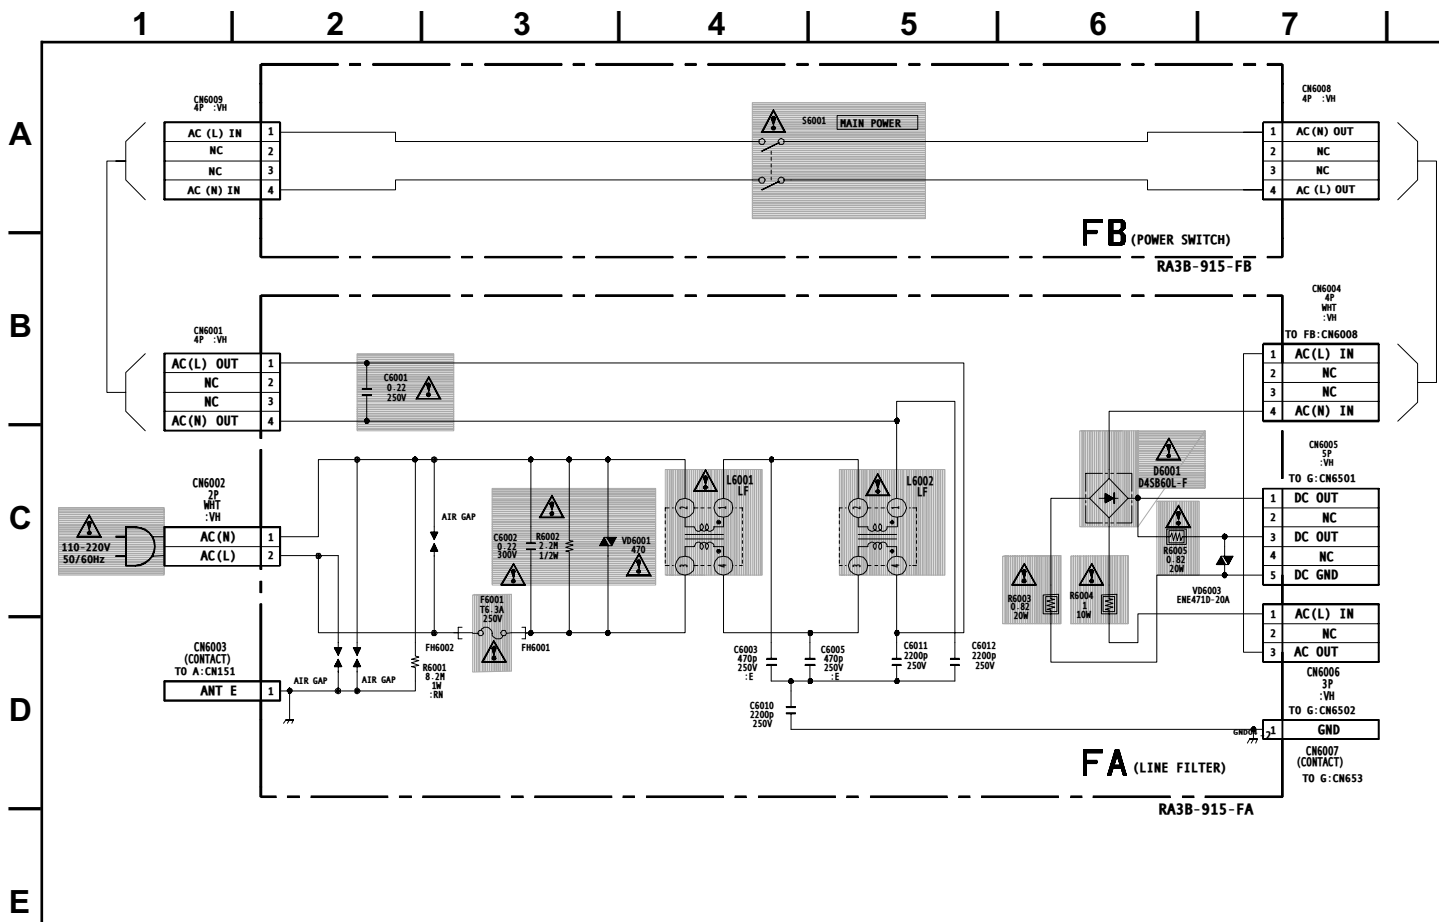 1 2 3 4 5 6 7
A
B
C
D
E
CN6009
4P :VH
AC (L) IN 1
NC 2
NC 3
AC (N) IN 4
S6001 MAIN POWER
CN6008
4P :VH
1 AC(N) OUT
2 NC
3 NC
4 AC (L) OUT
FB (POWER SWITCH)
RA3B-915-FB
CN6001
4P :VH
AC(L) OUT 1
NC 2
NC 3
AC(N) OUT 4
C6001
0.22
250V
CN6004
4P
WHT
:VH
TO FB:CN6008
1 AC(L) IN
2 NC
3 NC
4 AC(N) IN
CN6002
2P
WHT
:VH
AC(N) 1
AC(L) 2
110-220V
50/60Hz
AIR GAP
C6002
0.22
300V
R6002
2.2M
1/2W
VD6001
470
L6001
LF
2 1
3 4
L6002
LF
D6001
D4SB60L-F
CN6005
5P
:VH
TO G:CN6501
1 DC OUT
2 NC
3 DC OUT
4 NC
5 DC GND
R6005
0.82
20W
VD6003
ENE471D-20A
R6003
0.82
20W
R6004
1
10W
1 AC(L) IN
2 NC
3 AC OUT
CN6006
3P
:VH
TO G:CN6502
F6001
T6.3A
250V
FH6002
FH6001
CN6003
(CONTACT)
TO A:CN151
ANT E 1
AIR GAP
AIR GAP
R6001
8.2M
1W
:RN
C6003
470p
250V
:E
C6005
470p
250V
:E
C6011
2200p
250V
C6012
2200p
250V
C6010
2200p
250V
1 GND
CN6007
(CONTACT)
TO G:CN653
FA (LINE FILTER)
RA3B-915-FA